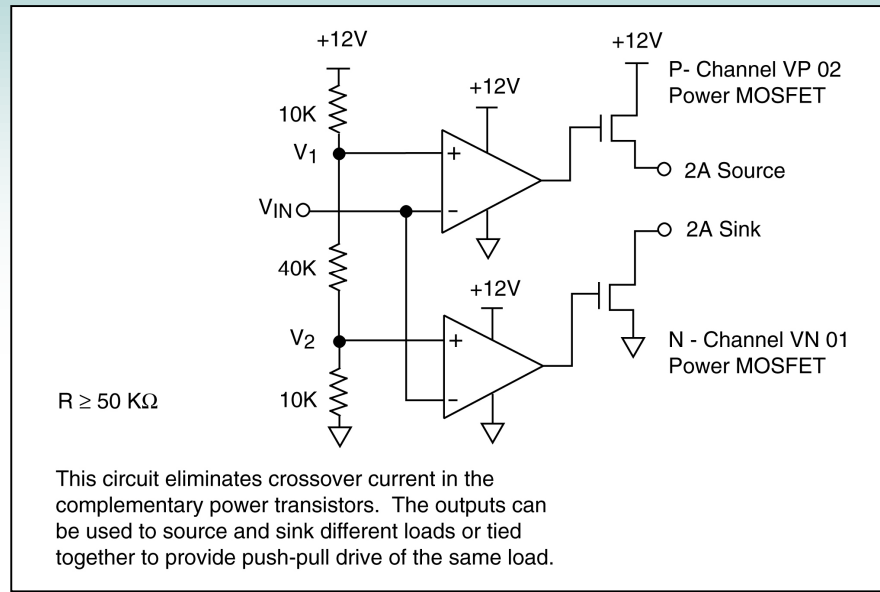 +12V
+12V
P- Channel VP 02
Power MOSFET
+12V
10K
V1
+
2A Source
VIN
-
2A Sink
40K
+12V
V2
+
N - Channel VN 01
Power MOSFET
10K
-
R ≥ 50 KΩ
This circuit eliminates crossover current in the
complementary power transistors. The outputs can
be used to source and sink different loads or tied
together to provide push-pull drive of the same load.